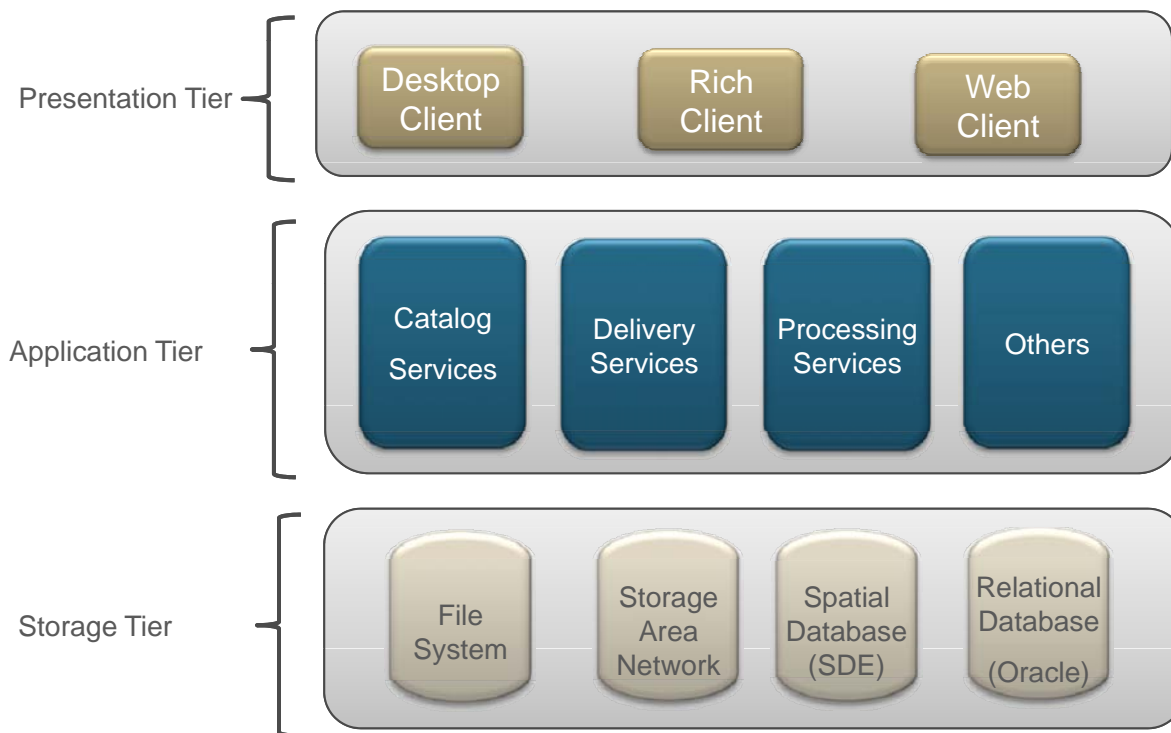 Presentation Tier
Desktop
Client
Rich
Client
Web
Client
Application Tier
Catalog
Services
Delivery
Services
Processing
Services
Others
Storage Tier
File
System
Storage
Area
Network
Spatial
Database
(SDE)
Relational
Database
(Oracle)